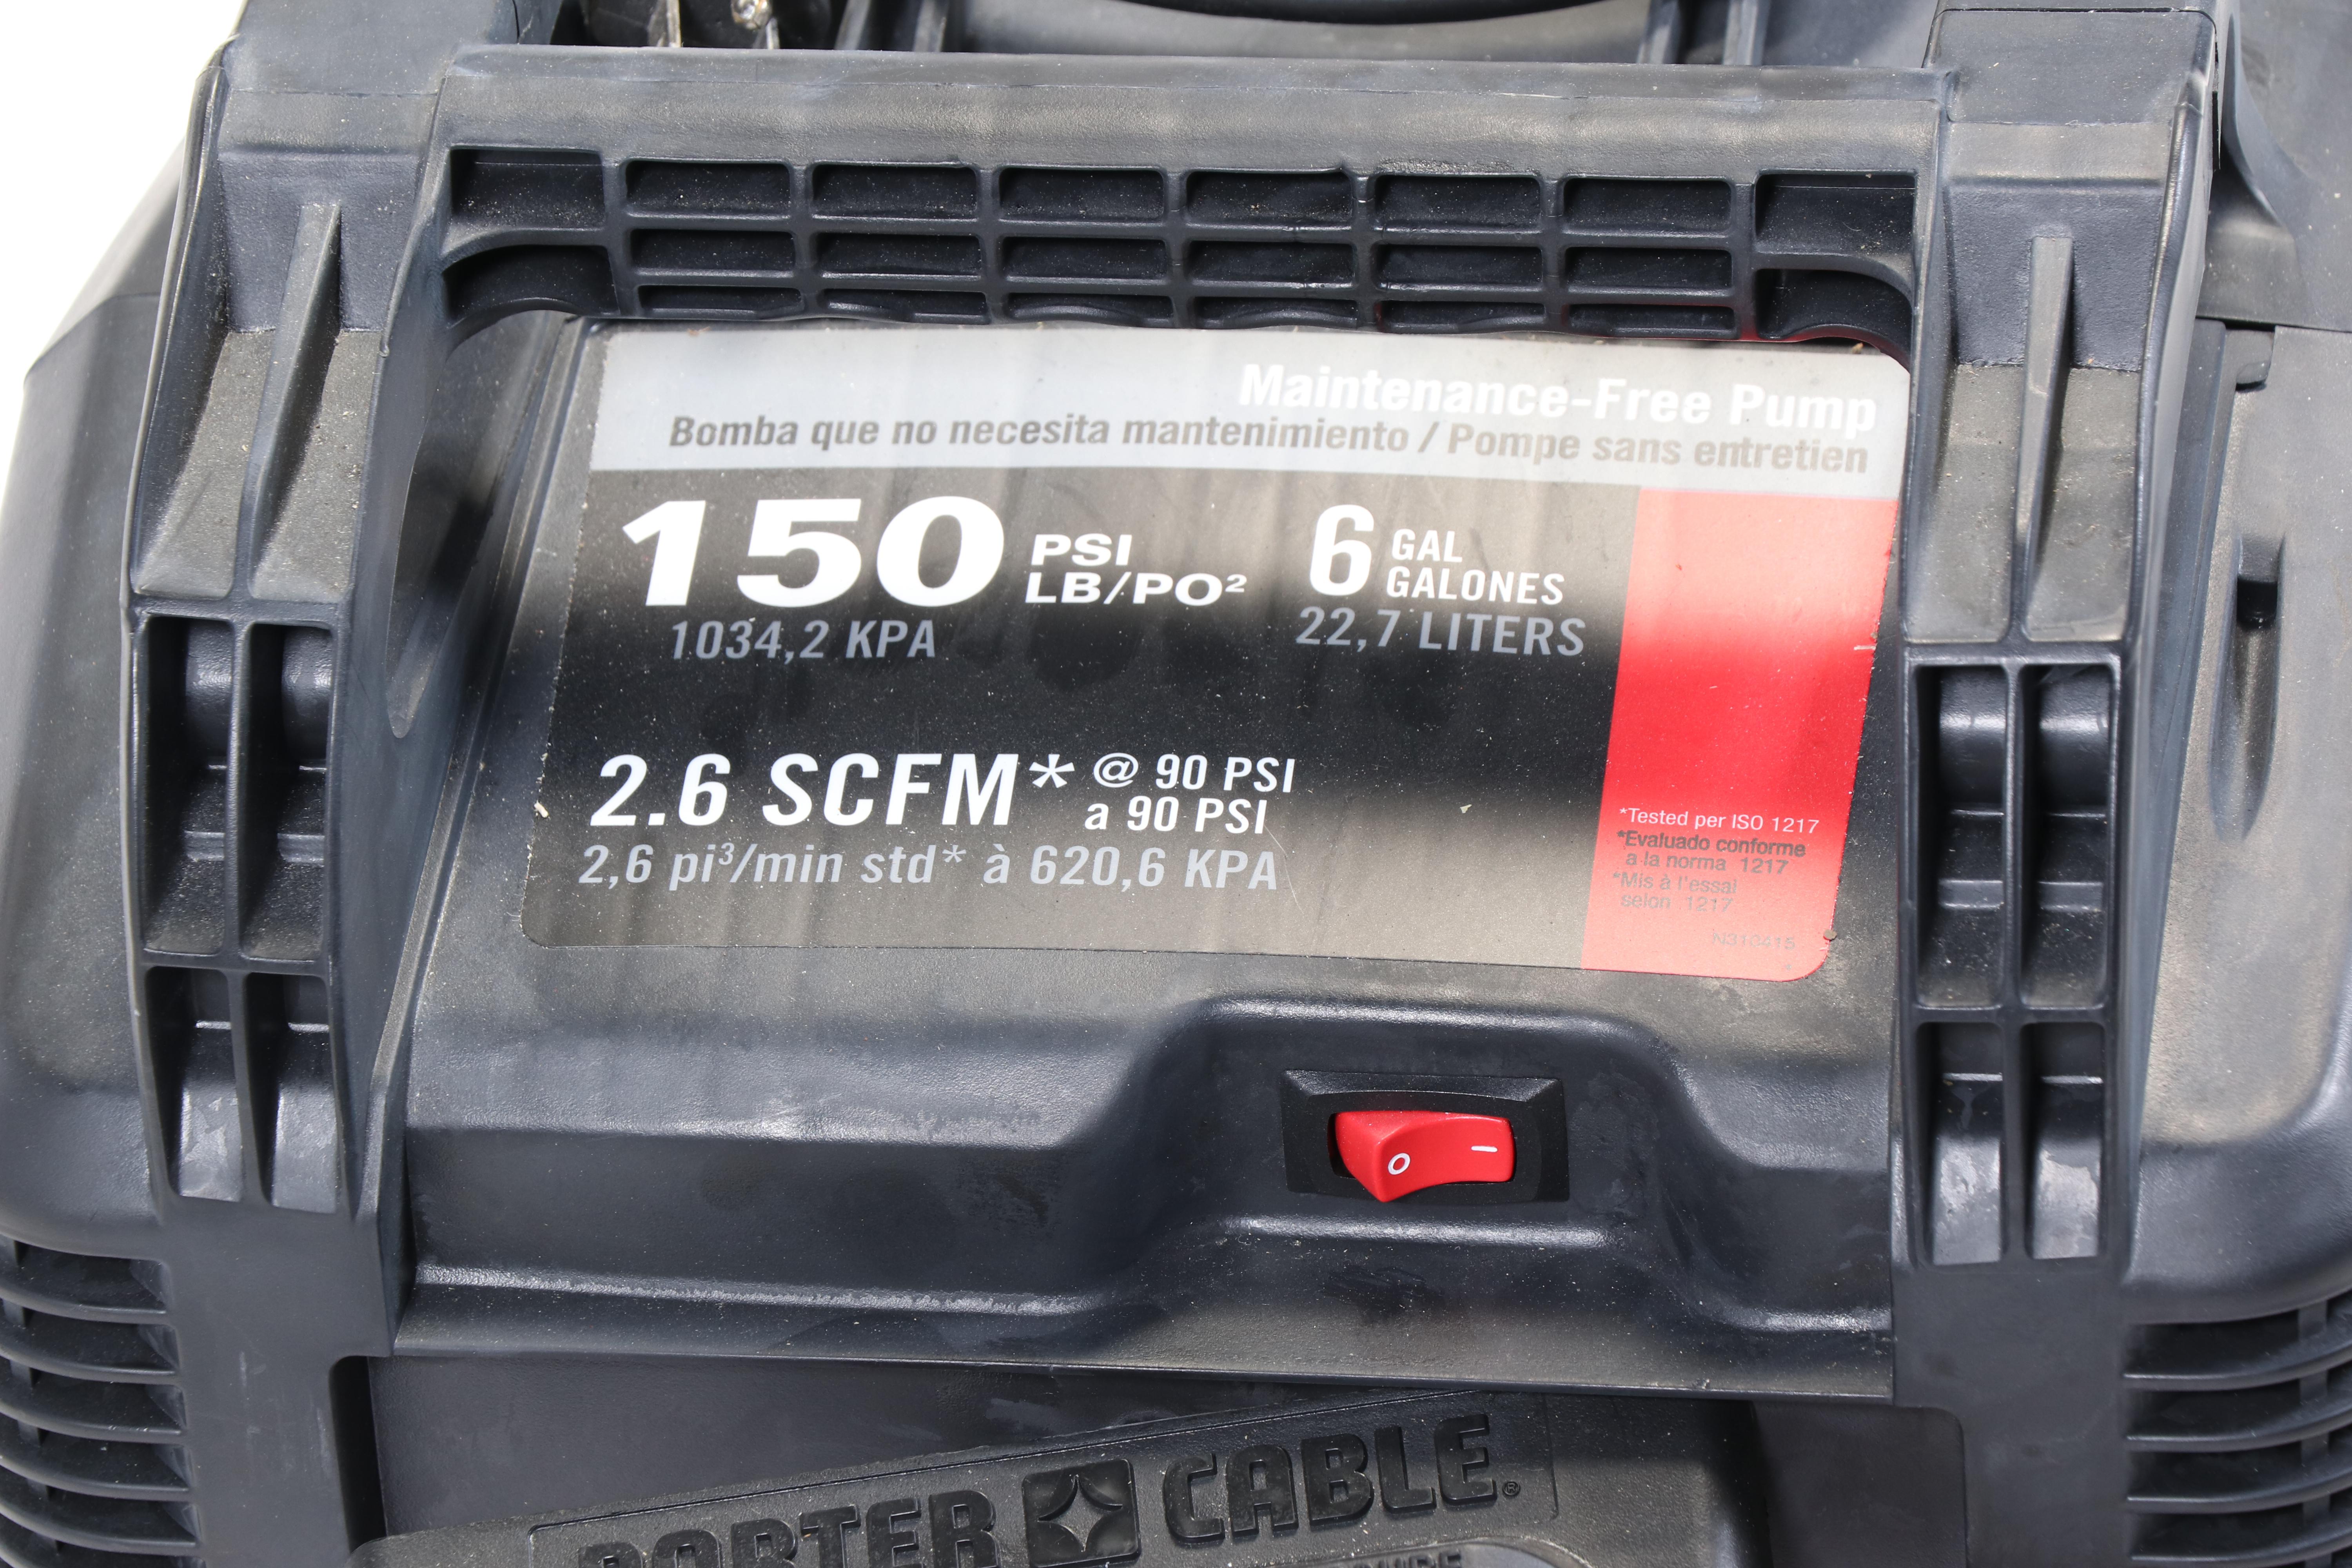 Maintenance-Free Pump
Bomba que no necesita mantenimiento / Pompe sans entretien
150 PSI
LB/PO²
1034,2 KPA
6 GAL
GALONES
22,7 LITERS
2.6 SCFM* @ 90 PSI
a 90 PSI
2,6 pi³/min std* à 620,6 KPA
*Tested per ISO 1217
*Evaluado conforme
a la norma 1217
*Mis à l'essai
selon 1217
N310415
O I
PORTER CABLE®